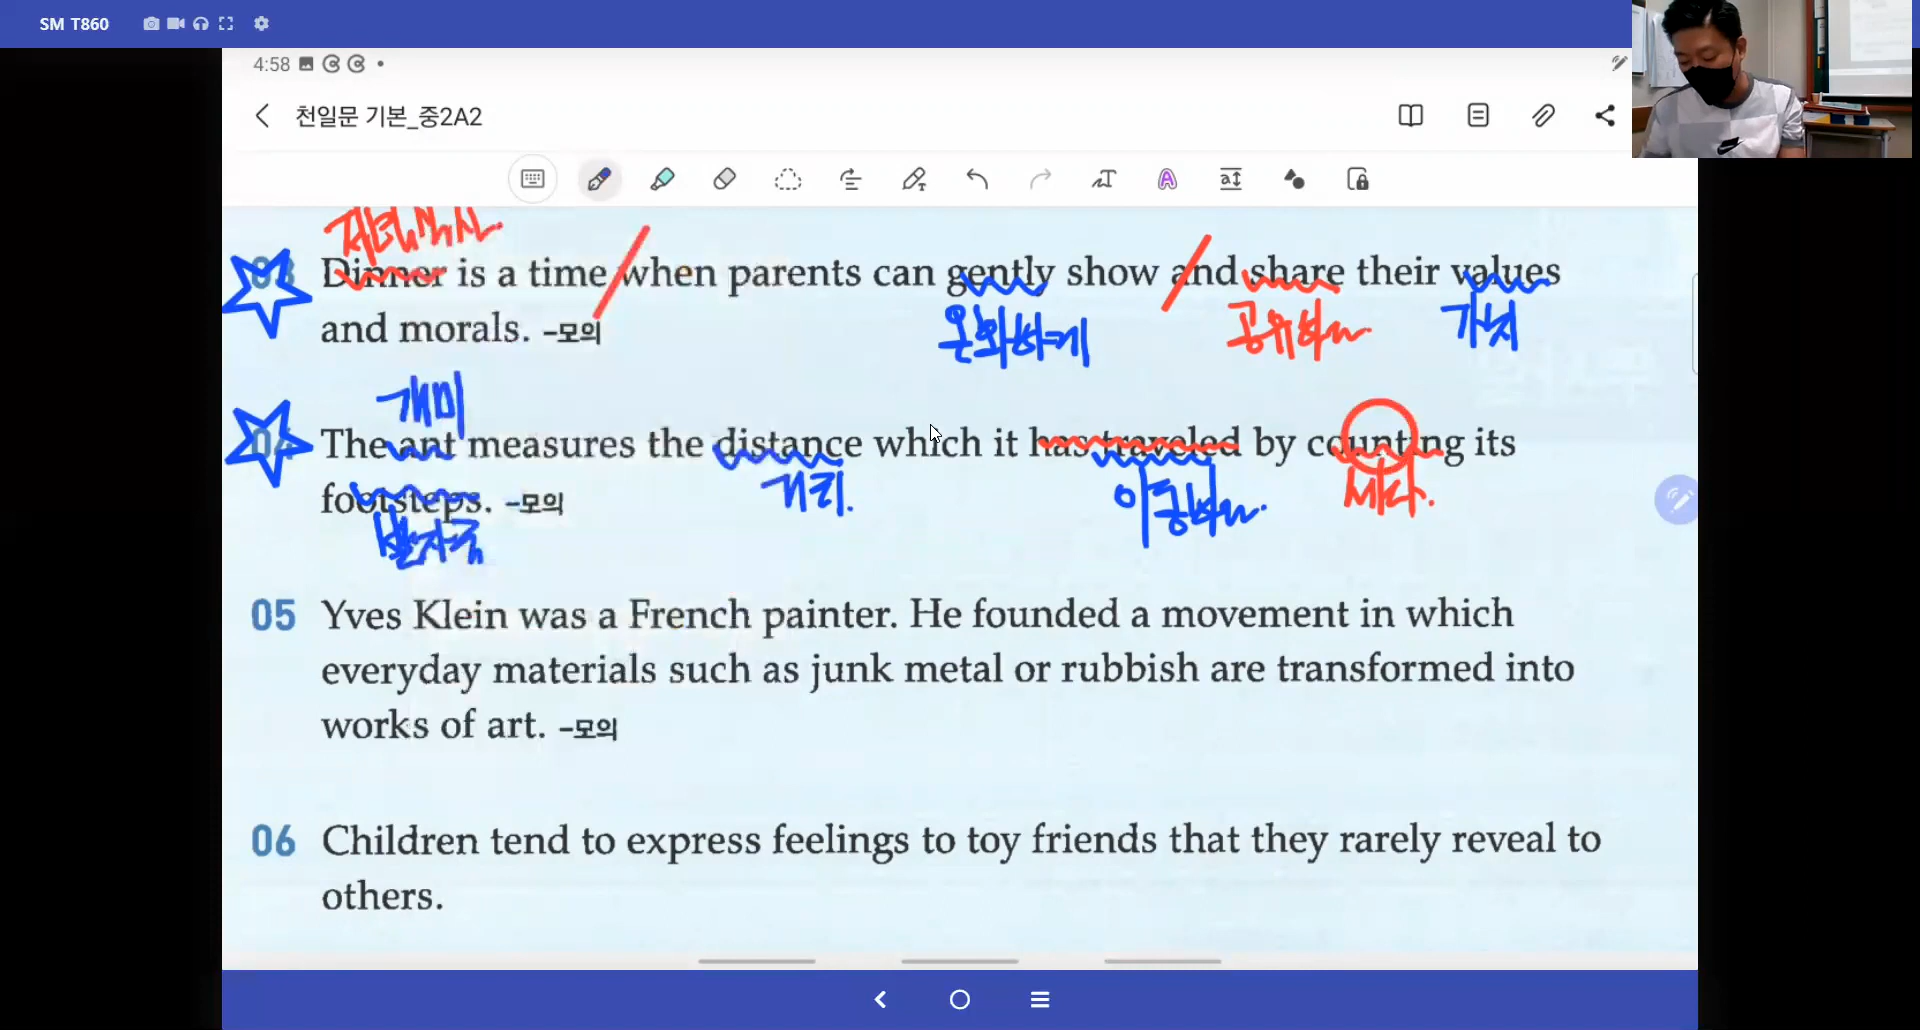 SM T860
4:58
천일문 기본_중2A2
저녁식사
03 Dinner is a time when parents can gently show and share their values
and morals. –모의
온화하게 공유하다 가치
개미
04 The ant measures the distance which it has traveled by counting its
footsteps. –모의
발자국 거리. 이동하다. 세다.
05 Yves Klein was a French painter. He founded a movement in which
everyday materials such as junk metal or rubbish are transformed into
works of art. –모의
06 Children tend to express feelings to toy friends that they rarely reveal to
others.